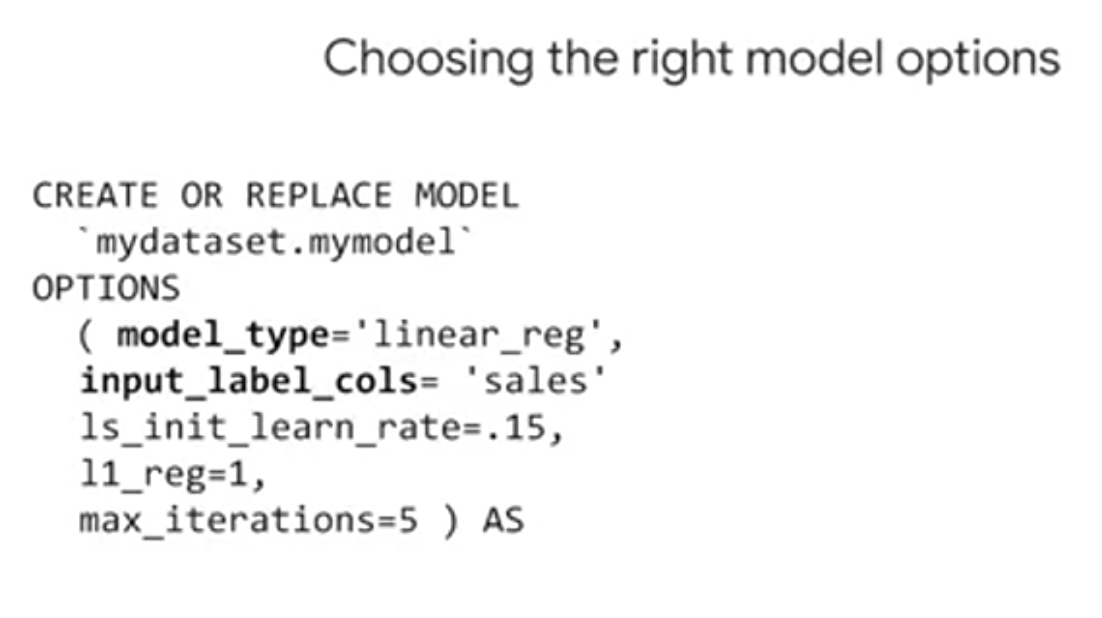 Choosing the right model options
CREATE OR REPLACE MODEL
`mydataset.mymodel`
OPTIONS
( model_type='linear_reg',
input_label_cols= 'sales'
ls_init_learn_rate=.15,
l1_reg=1,
max_iterations=5 ) AS